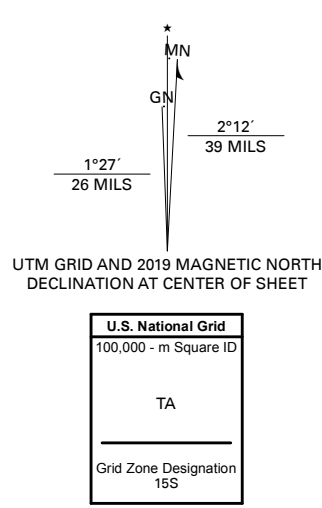 ★
MN
GN
2°12´
39 MILS
1°27´
26 MILS
UTM GRID AND 2019 MAGNETIC NORTH
DECLINATION AT CENTER OF SHEET
U.S. National Grid
100,000 - m Square ID
TA
Grid Zone Designation
15S